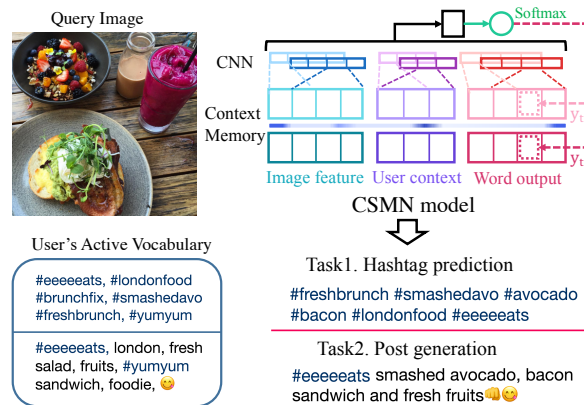 Query Image
Softmax
CNN
Context
Memory
y_t
y_t
Image feature User context Word output
CSMN model
User's Active Vocabulary
#eeeeeats, #londonfood
#brunchfix, #smashedavo
#freshbrunch, #yumyum
#eeeeeats, london, fresh
salad, fruits, #yumyum
sandwich, foodie, 😋
Task1. Hashtag prediction
#freshbrunch #smashedavo #avocado
#bacon #londonfood #eeeeeats
Task2. Post generation
#eeeeeats smashed avocado, bacon
sandwich and fresh fruits👊😋